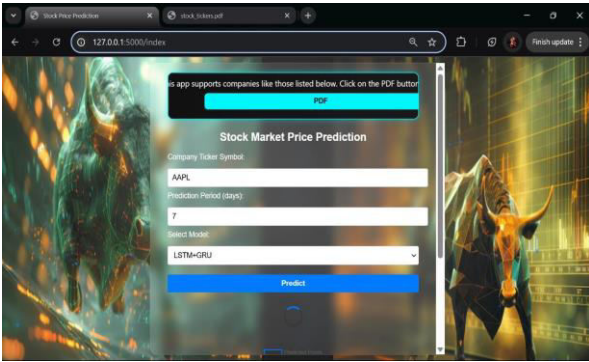 Stock Price Prediction
stock_tickers.pdf
127.0.0.1:5000/index
Finish update
is app supports companies like those listed below. Click on the PDF button
PDF
Stock Market Price Prediction
Company Ticker Symbol:
AAPL
Prediction Period (days):
7
Select Model:
LSTM+GRU
Predict